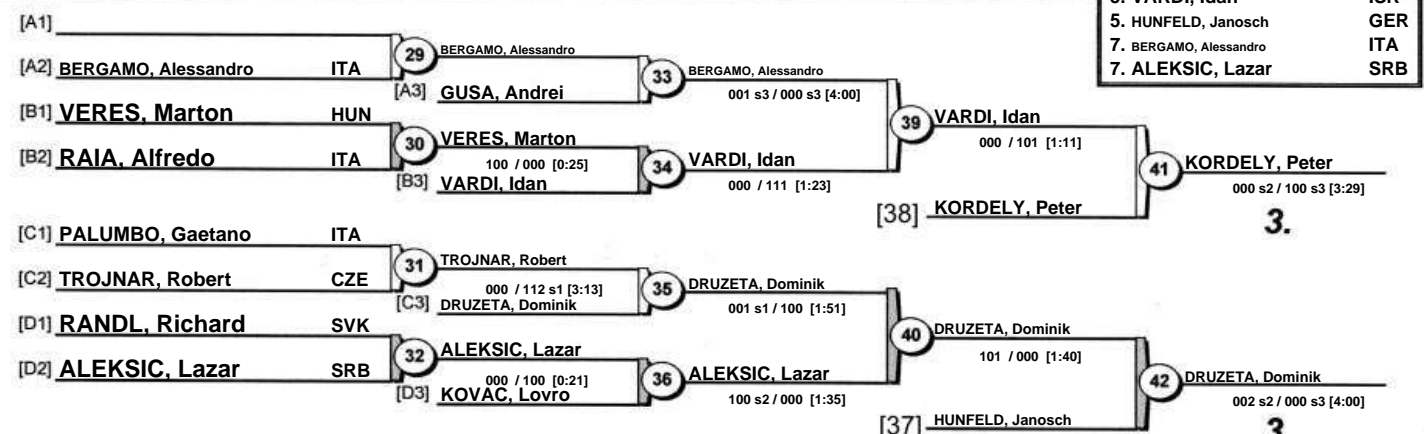 5. HUNFELD, Janosch GER
7. BERGAMO, Alessandro ITA
7. ALEKSIC, Lazar SRB
[A1]
[A2] BERGAMO, Alessandro ITA
29
BERGAMO, Alessandro
[A3] GUSA, Andrei
33
BERGAMO, Alessandro
001 s3 / 000 s3 [4:00]
[B1] VERES, Marton HUN
[B2] RAIA, Alfredo ITA
30
VERES, Marton
100 / 000 [0:25]
[B3] VARDI, Idan
34
VARDI, Idan
000 / 111 [1:23]
39
VARDI, Idan
000 / 101 [1:11]
[38] KORDELY, Peter
41
KORDELY, Peter
000 s2 / 100 s3 [3:29]
3.
[C1] PALUMBO, Gaetano ITA
[C2] TROJNAR, Robert CZE
31
TROJNAR, Robert
000 / 112 s1 [3:13]
[C3] DRUZETA, Dominik
35
DRUZETA, Dominik
001 s1 / 100 [1:51]
[D1] RANDL, Richard SVK
[D2] ALEKSIC, Lazar SRB
32
ALEKSIC, Lazar
000 / 100 [0:21]
[D3] KOVAC, Lovro
36
ALEKSIC, Lazar
100 s2 / 000 [1:35]
40
DRUZETA, Dominik
101 / 000 [1:40]
[37] HUNFELD, Janosch
42
DRUZETA, Dominik
002 s2 / 000 s3 [4:00]
3